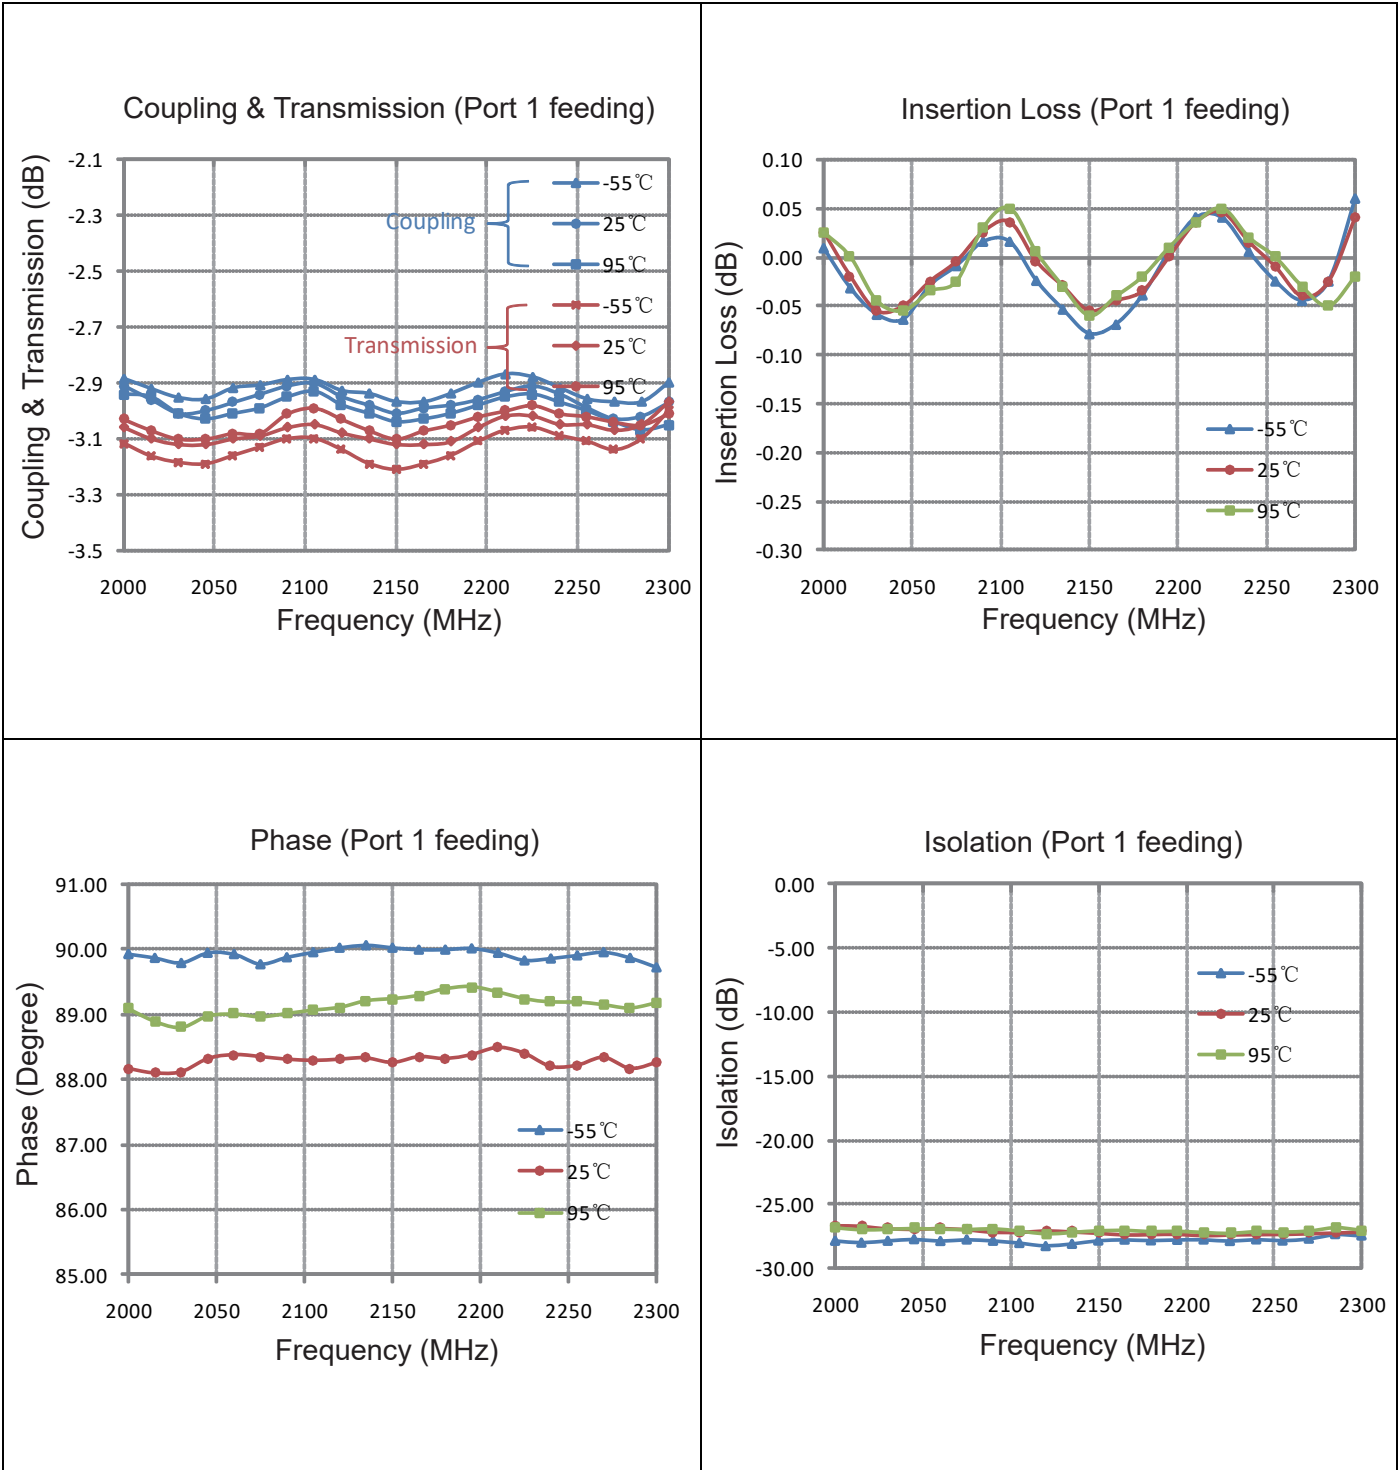 Coupling & Transmission (Port 1 feeding)
Coupling & Transmission (dB)
-2.1
-2.3
-2.5
-2.7
-2.9
-3.1
-3.3
-3.5
Coupling
-55℃
25℃
95℃
Transmission
-55℃
25℃
95℃
2000 2050 2100 2150 2200 2250 2300
Frequency (MHz)
Insertion Loss (Port 1 feeding)
Insertion Loss (dB)
0.10
0.05
0.00
-0.05
-0.10
-0.15
-0.20
-0.25
-0.30
-55℃
25℃
95℃
2000 2050 2100 2150 2200 2250 2300
Frequency (MHz)
Phase (Port 1 feeding)
Phase (Degree)
91.00
90.00
89.00
88.00
87.00
86.00
85.00
-55℃
25℃
95℃
2000 2050 2100 2150 2200 2250 2300
Frequency (MHz)
Isolation (Port 1 feeding)
Isolation (dB)
0.00
-5.00
-10.00
-15.00
-20.00
-25.00
-30.00
-55℃
25℃
95℃
2000 2050 2100 2150 2200 2250 2300
Frequency (MHz)